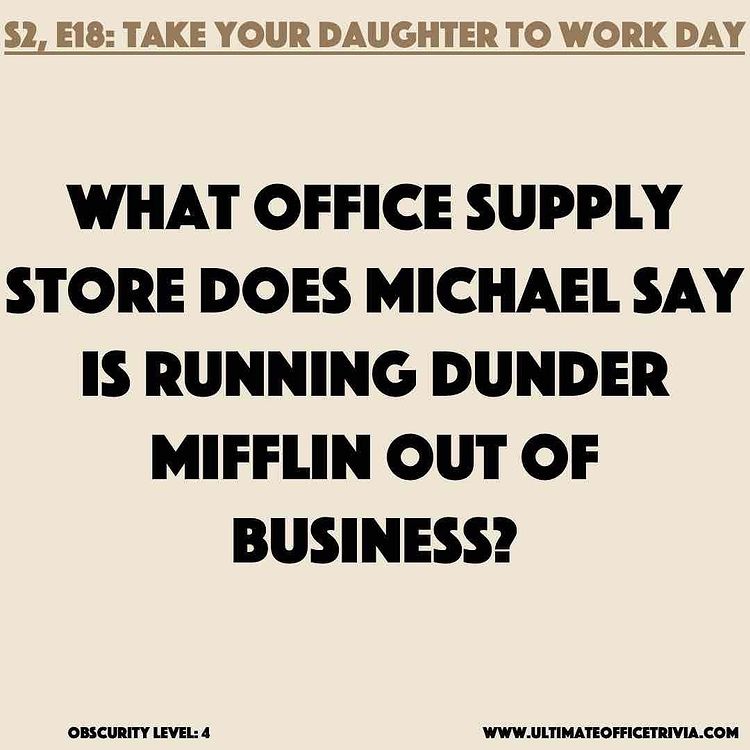 S2, E18: TAKE YOUR DAUGHTER TO WORK DAY
WHAT OFFICE SUPPLY
STORE DOES MICHAEL SAY
IS RUNNING DUNDER
MIFFLIN OUT OF
BUSINESS?
OBSCURITY LEVEL: 4
WWW.ULTIMATEOFFICETRIVIA.COM